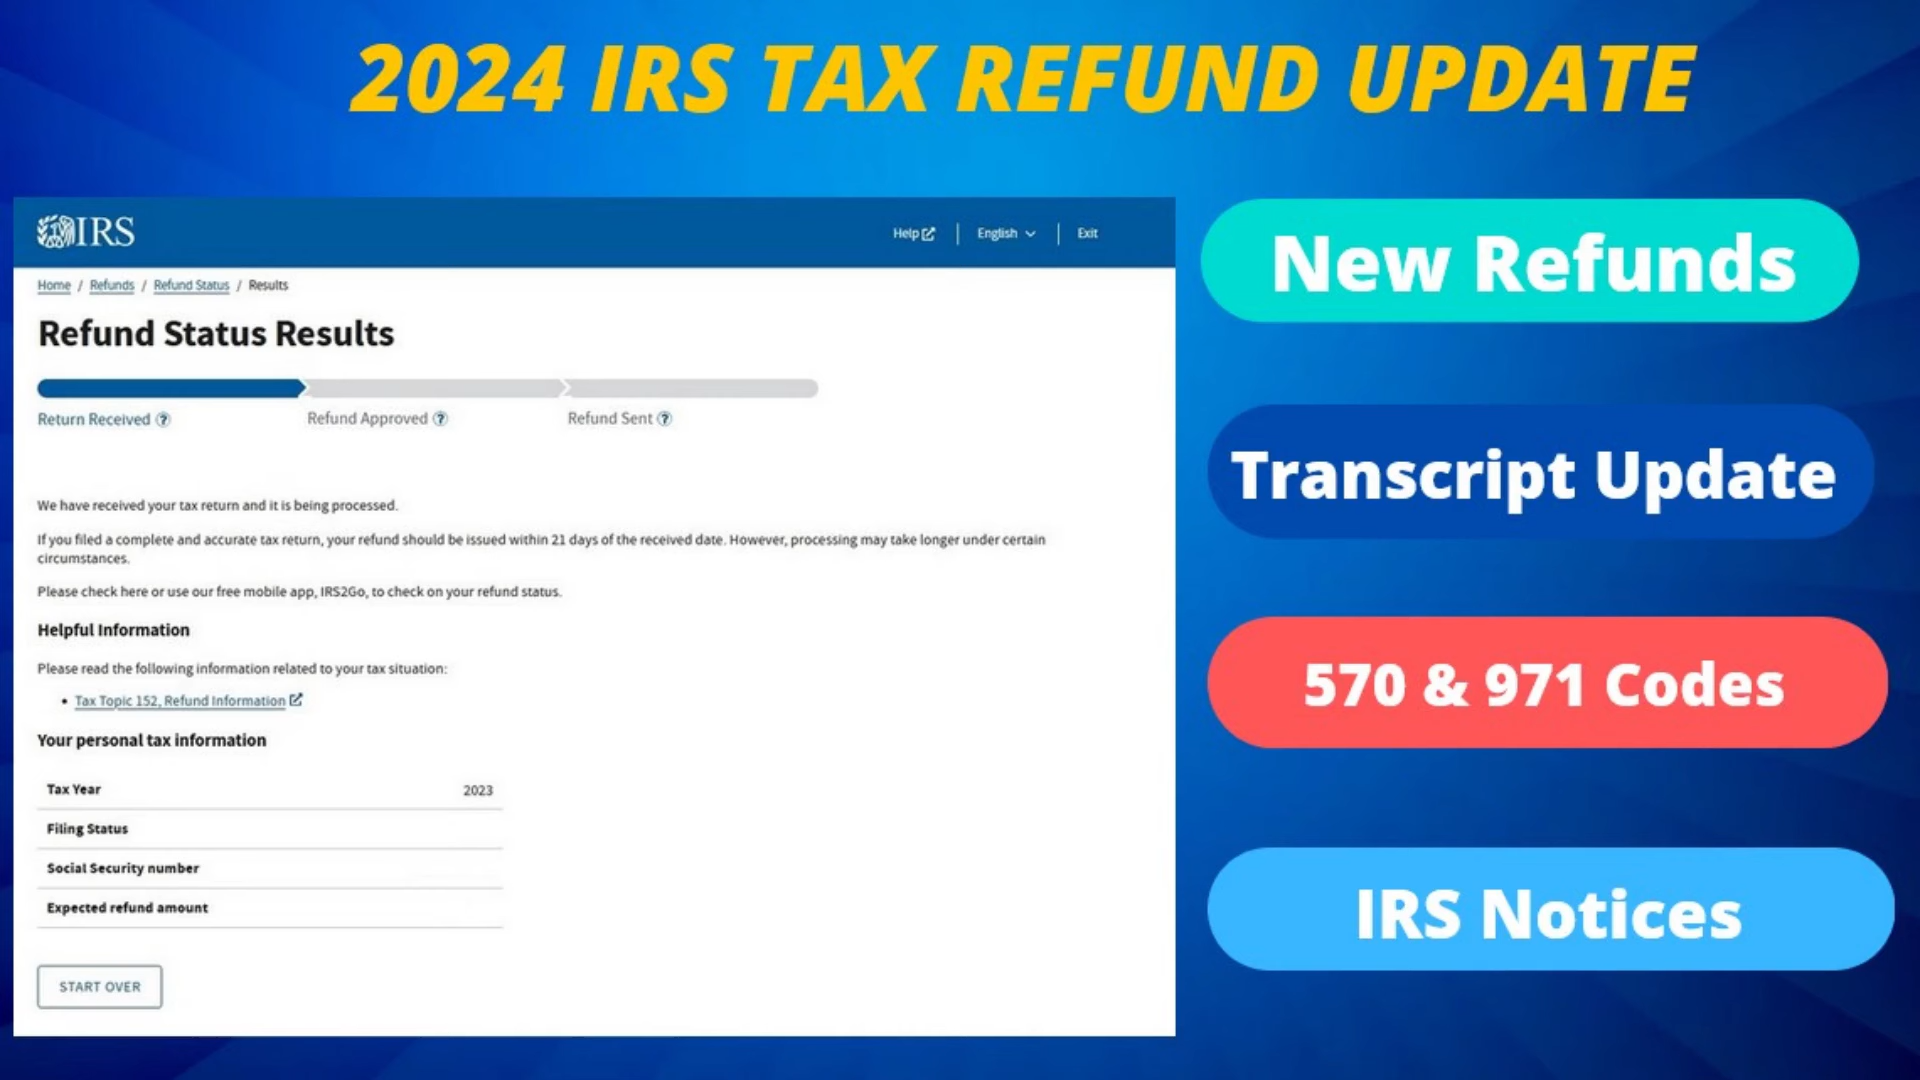 2024 IRS TAX REFUND UPDATE
IRS
Help English Exit
Home / Refunds / Refund Status / Results
Refund Status Results
Return Received ? Refund Approved ? Refund Sent ?
We have received your tax return and it is being processed.
If you filed a complete and accurate tax return, your refund should be issued within 21 days of the received date. However, processing may take longer under certain
circumstances.
Please check here or use our free mobile app, IRS2Go, to check on your refund status.
Helpful Information
Please read the following information related to your tax situation:
• Tax Topic 152, Refund Information
Your personal tax information
Tax Year 2023
Filing Status
Social Security number
Expected refund amount
START OVER
New Refunds
Transcript Update
570 & 971 Codes
IRS Notices